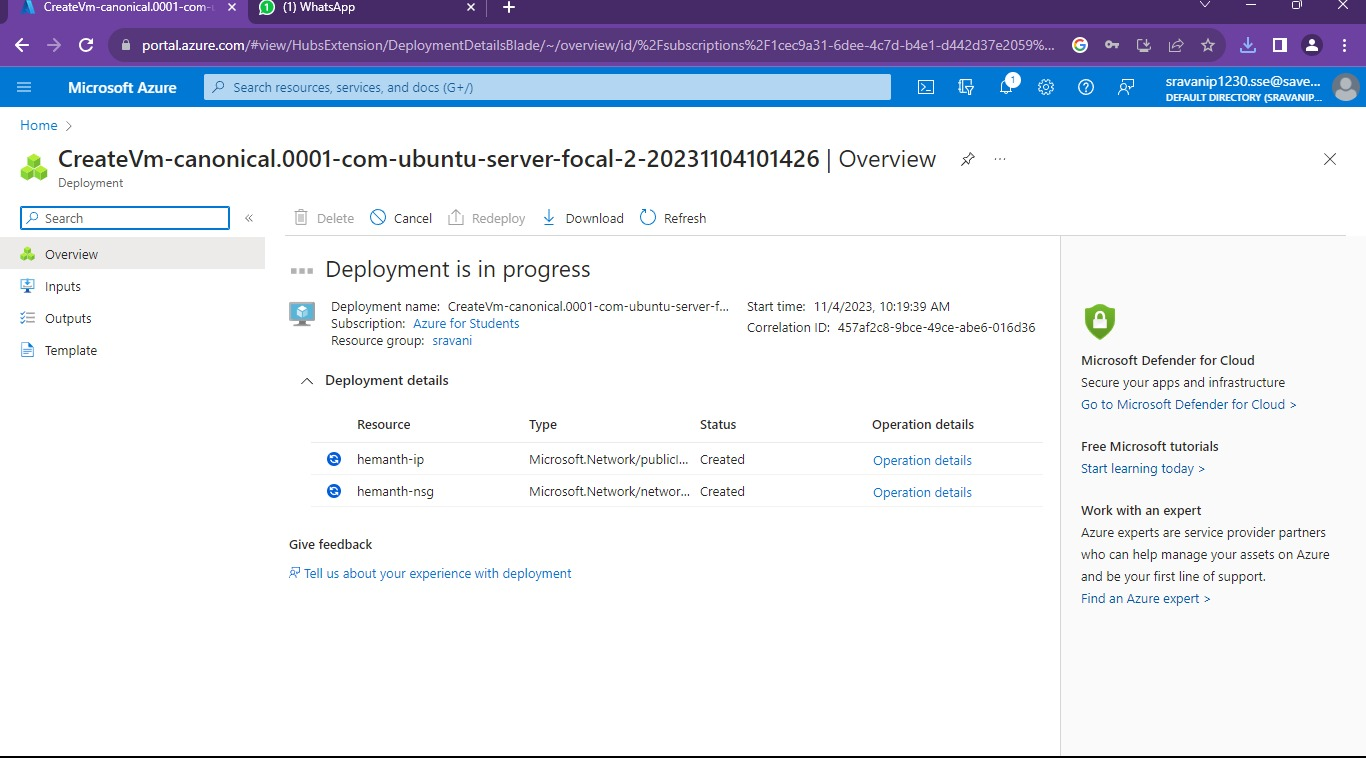 CreateVm-canonical.0001-com-
(1) WhatsApp
portal.azure.com/#view/HubsExtension/DeploymentDetailsBlade/~/overview/id/%2Fsubscriptions%2F1cec9a31-6dee-4c7d-b4e1-d442d37e2059%...
Microsoft Azure
Search resources, services, and docs (G+/)
1
sravanip1230.sse@save...
DEFAULT DIRECTORY (SRAVANIP...
Home
CreateVm-canonical.0001-com-ubuntu-server-focal-2-20231104101426 | Overview
Deployment
Search
Delete Cancel Redeploy Download Refresh
Overview
Inputs
Outputs
Template
Deployment is in progress
Deployment name: CreateVm-canonical.0001-com-ubuntu-server-f...
Subscription: Azure for Students
Resource group: sravani
Start time: 11/4/2023, 10:19:39 AM
Correlation ID: 457af2c8-9bce-49ce-abe6-016d36
Deployment details
Resource Type Status Operation details
hemanth-ip Microsoft.Network/publicI... Created Operation details
hemanth-nsg Microsoft.Network/networ... Created Operation details
Give feedback
Tell us about your experience with deployment
Microsoft Defender for Cloud
Secure your apps and infrastructure
Go to Microsoft Defender for Cloud >
Free Microsoft tutorials
Start learning today >
Work with an expert
Azure experts are service provider partners
who can help manage your assets on Azure
and be your first line of support.
Find an Azure expert >